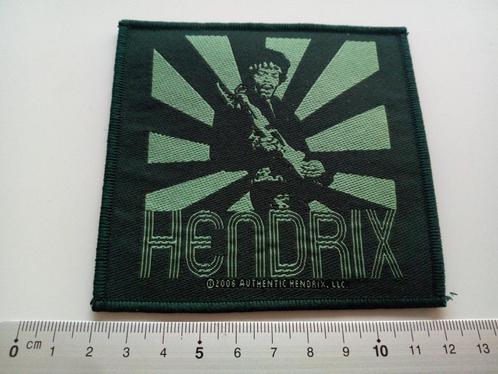 HENDRIX
©2006 AUTHENTIC HENDRIX, LLC.
0 cm 1 2 3 4 5 6 7 8 9 10 11 12 13